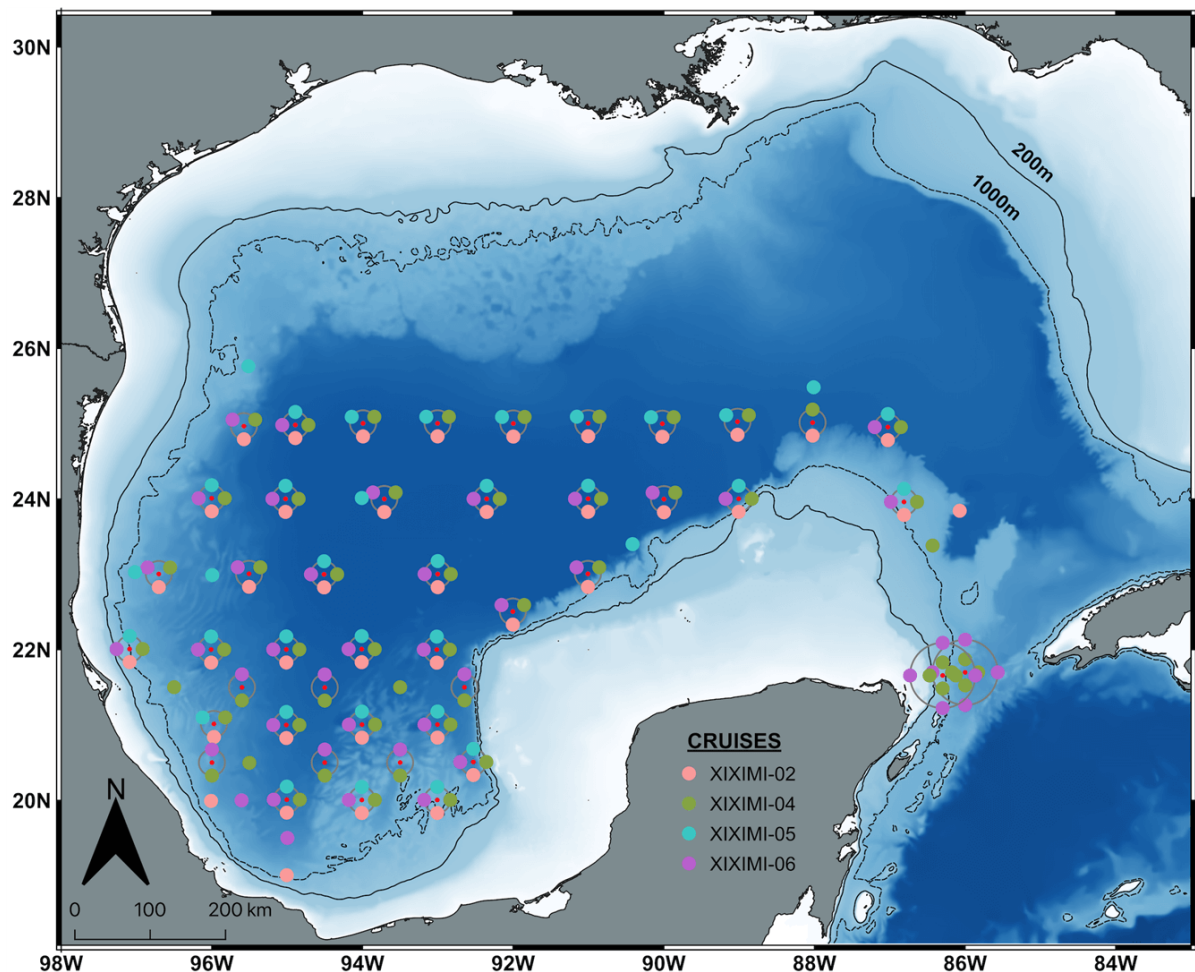 30N
28N
26N
24N
22N
20N
200m
1000m
CRUISES
XIXIMI-02
XIXIMI-04
XIXIMI-05
XIXIMI-06
N
0 100 200 km
98W 96W 94W 92W 90W 88W 86W 84W